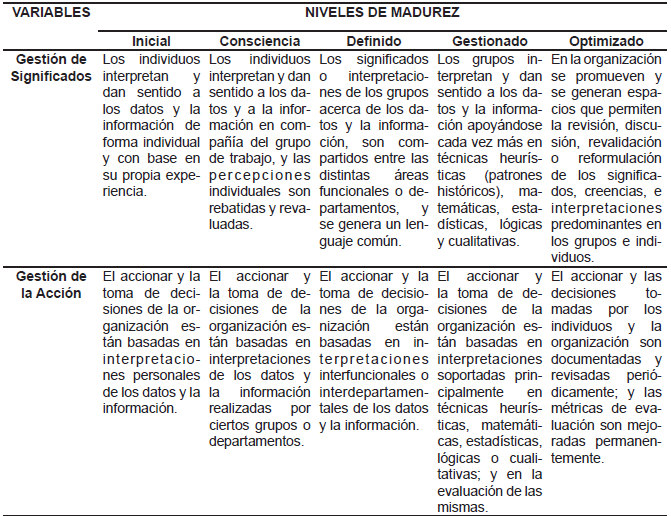 VARIABLES
NIVELES DE MADUREZ
Inicial
Consciencia
Definido
Gestionado
Optimizado
Gestión de
Significados
Los individuos
interpretan y
dan sentido a
los datos y la
información de
forma individual
y con base en
su propia expe-
riencia.
Los individuos
interpretan y dan
sentido a los da-
tos y a la infor-
mación en com-
pañía del grupo
de trabajo, y las
percepciones
individuales son
rebatidas y reva-
luadas.
Los significados
o interpretacio-
nes de los grupos
acerca de los da-
tos y la informa-
ción, son com-
partidos entre las
distintas áreas
funcionales o de-
partamentos, y
se genera un len-
guaje común.
Los grupos in-
terpretan y dan
sentido a los da-
tos y la información
apoyándose
cada vez más en
técnicas heurís-
ticas (patrones
históricos), ma-
temáticas, esta-
dísticas, lógicas
y cualitativas.
En la organización
se promueven y
se generan espa-
cios que permiten
la revisión, discu-
sión, revalidación
o reformulación
de los significa-
dos, creencias, e
interpretaciones
predominantes en
los grupos e indi-
viduos.
Gestión de
la Acción
El accionar y la
toma de deci-
siones de la or-
ganización es-
tán basadas en
interpretacio-
nes personales
de los datos y la
información.
El accionar y
la toma de de-
cisiones de la
organización es-
tán basadas en
interpretaciones
de los datos y
la información
realizadas por
ciertos grupos o
departamentos.
El accionar y la
toma de decisio-
nes de la orga-
nización están
basadas en in-
terpretaciones
interfuncionales o
interdepartamen-
tales de los datos
y la información.
El accionar y
la toma de de-
cisiones de la
organización es-
tán basadas en
interpretaciones
soportadas prin-
cipalmente en
técnicas heurís-
ticas, matemáti-
cas, estadísticas,
lógicas o cuali-
tativas; y en la
evaluación de las
mismas.
El accionar y las
decisiones to-
madas por los
individuos y la
organización son
documentadas y
revisadas perió-
dicamente; y las
métricas de eva-
luación son mejo-
radas permanen-
temente.